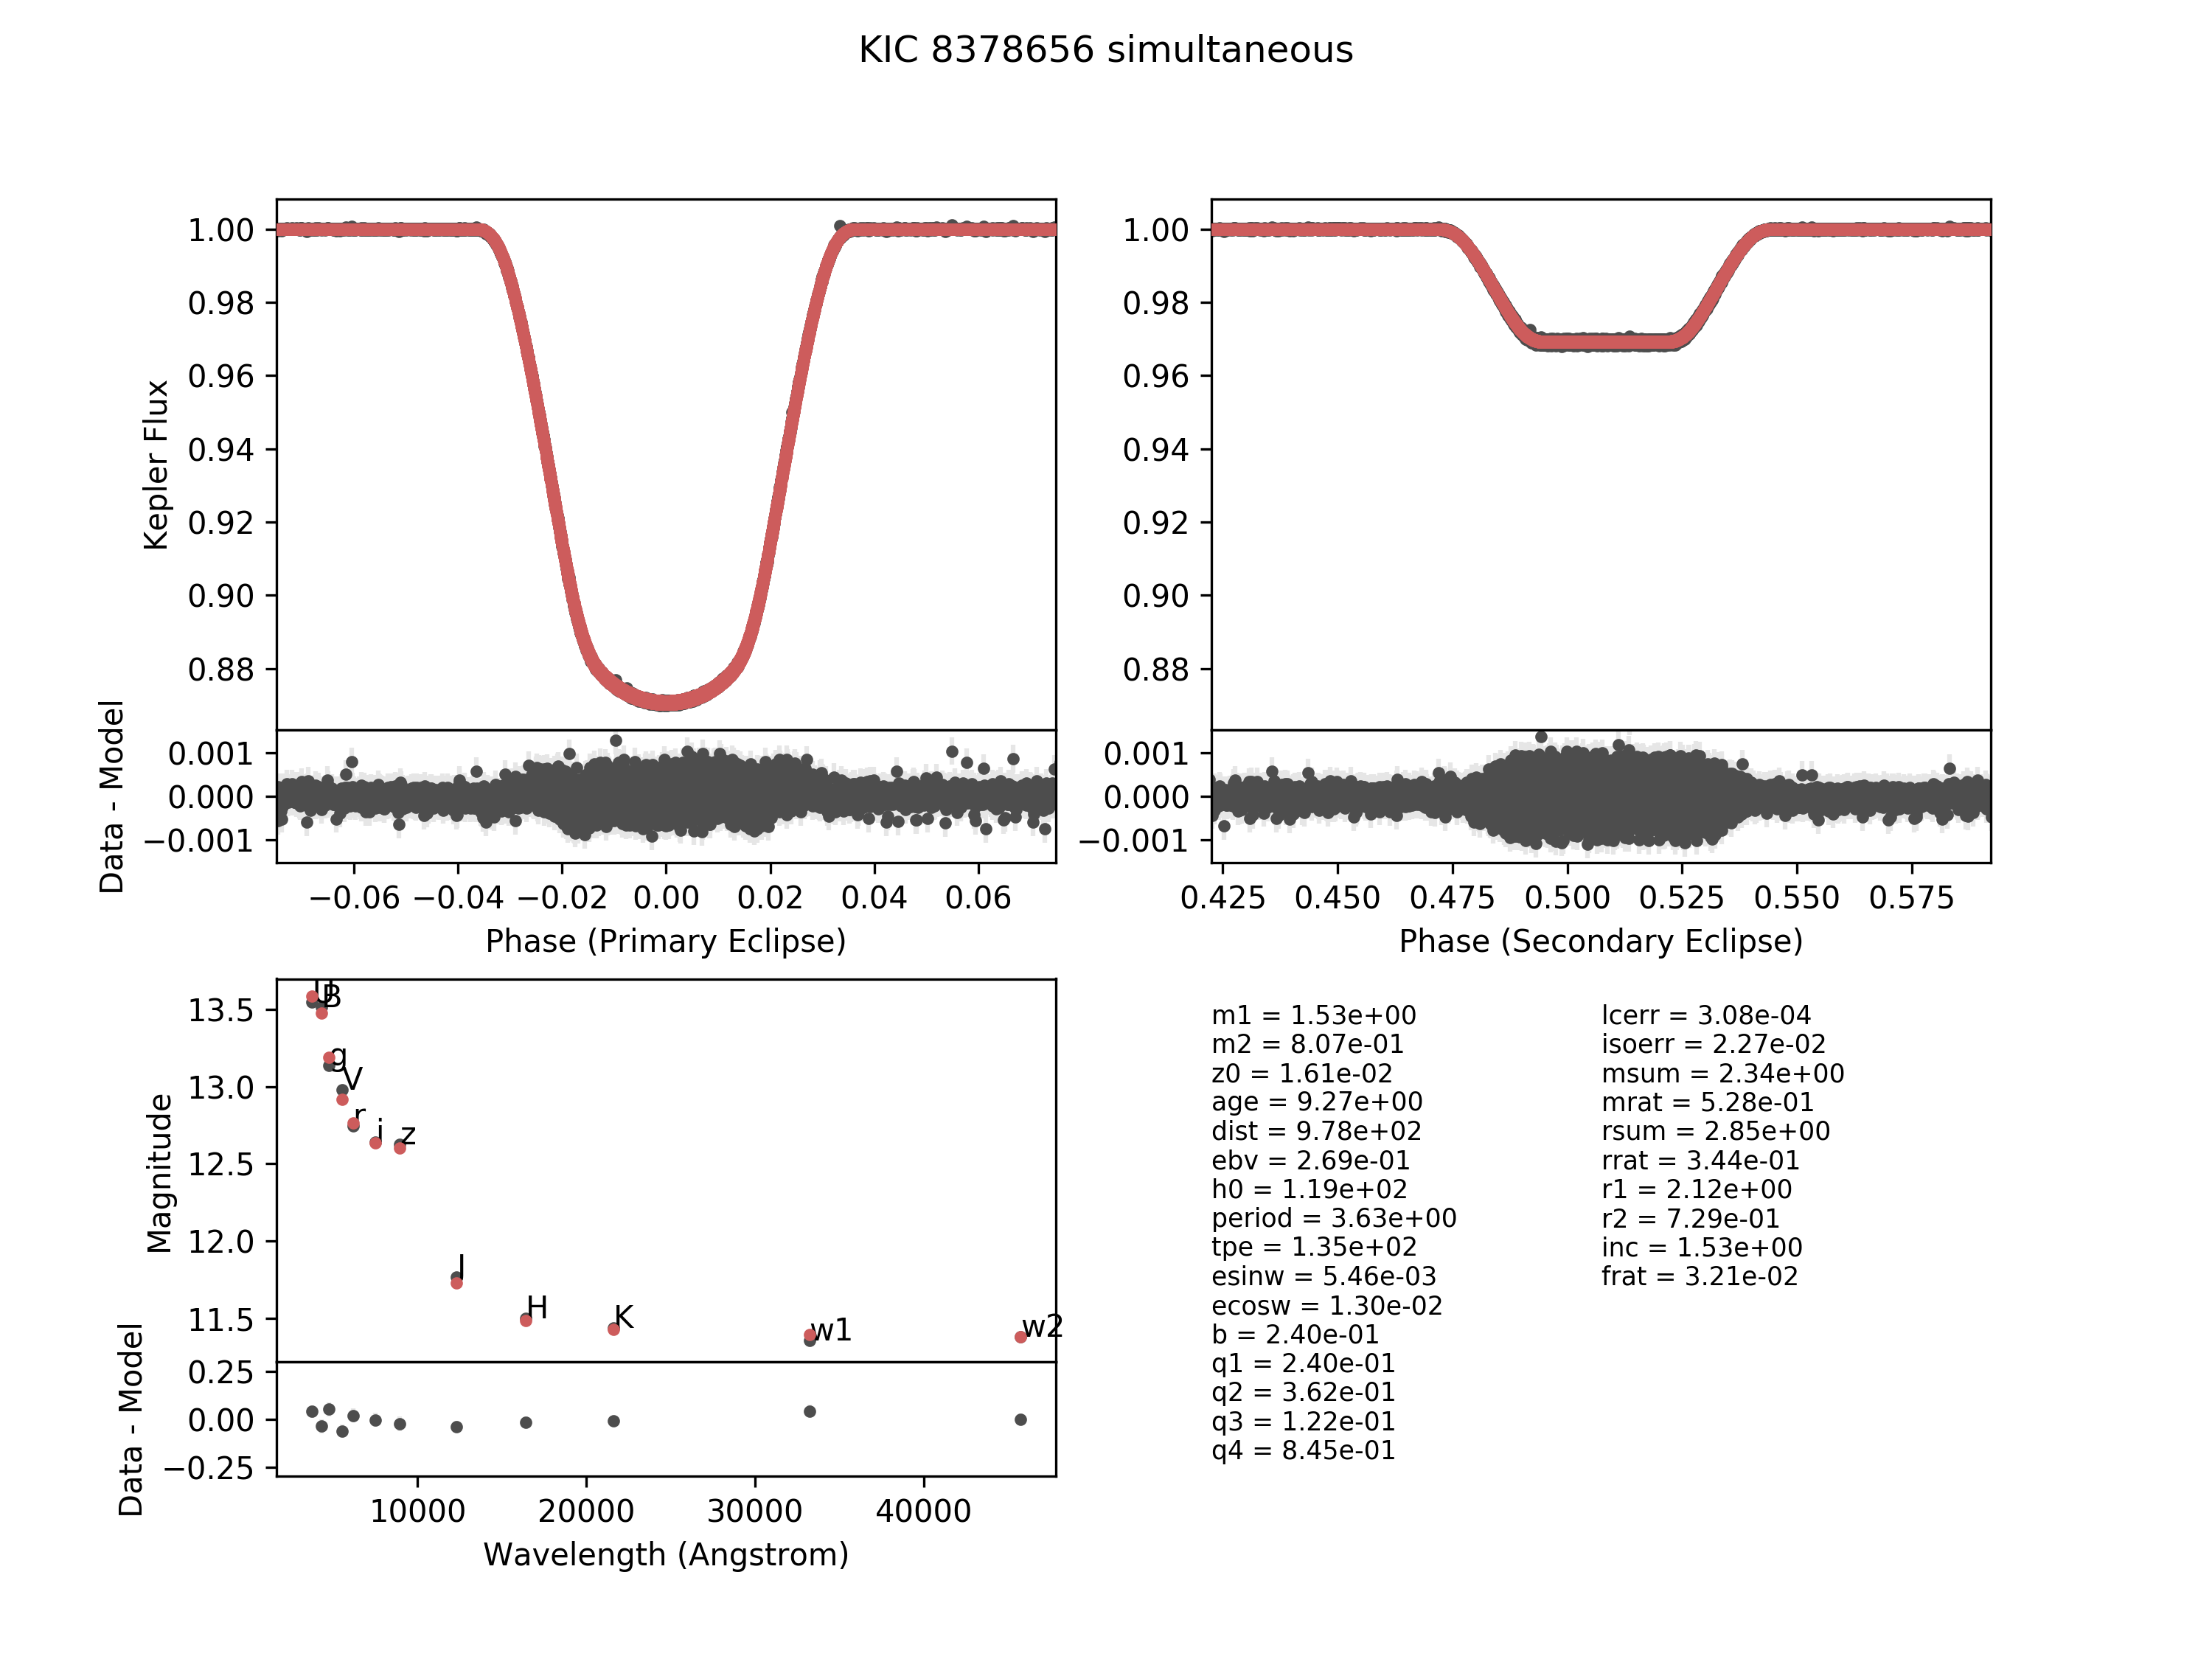 KIC 8378656 simultaneous
1.00
0.98
0.96
0.94
0.92
0.90
0.88
Kepler Flux
0.001
0.000
−0.001
Data - Model
−0.06 −0.04 −0.02 0.00 0.02 0.04 0.06
Phase (Primary Eclipse)
1.00
0.98
0.96
0.94
0.92
0.90
0.88
0.001
0.000
−0.001
0.425 0.450 0.475 0.500 0.525 0.550 0.575
Phase (Secondary Eclipse)
13.5
13.0
12.5
12.0
11.5
Magnitude
U
B
g
V
r
i
z
J
H
K
w1
w2
0.25
0.00
−0.25
Data - Model
10000 20000 30000 40000
Wavelength (Angstrom)
m1 = 1.53e+00
m2 = 8.07e-01
z0 = 1.61e-02
age = 9.27e+00
dist = 9.78e+02
ebv = 2.69e-01
h0 = 1.19e+02
period = 3.63e+00
tpe = 1.35e+02
esinw = 5.46e-03
ecosw = 1.30e-02
b = 2.40e-01
q1 = 2.40e-01
q2 = 3.62e-01
q3 = 1.22e-01
q4 = 8.45e-01
lcerr = 3.08e-04
isoerr = 2.27e-02
msum = 2.34e+00
mrat = 5.28e-01
rsum = 2.85e+00
rrat = 3.44e-01
r1 = 2.12e+00
r2 = 7.29e-01
inc = 1.53e+00
frat = 3.21e-02